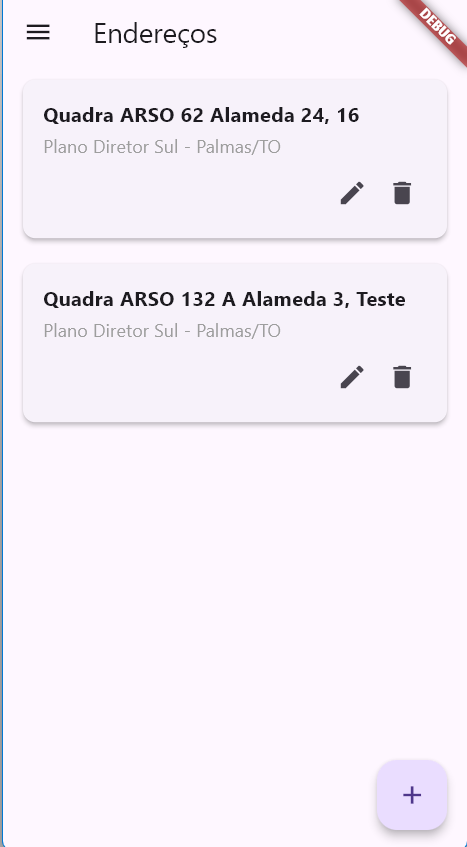 Endereços
DEBUG
Quadra ARSO 62 Alameda 24, 16
Plano Diretor Sul - Palmas/TO
Quadra ARSO 132 A Alameda 3, Teste
Plano Diretor Sul - Palmas/TO